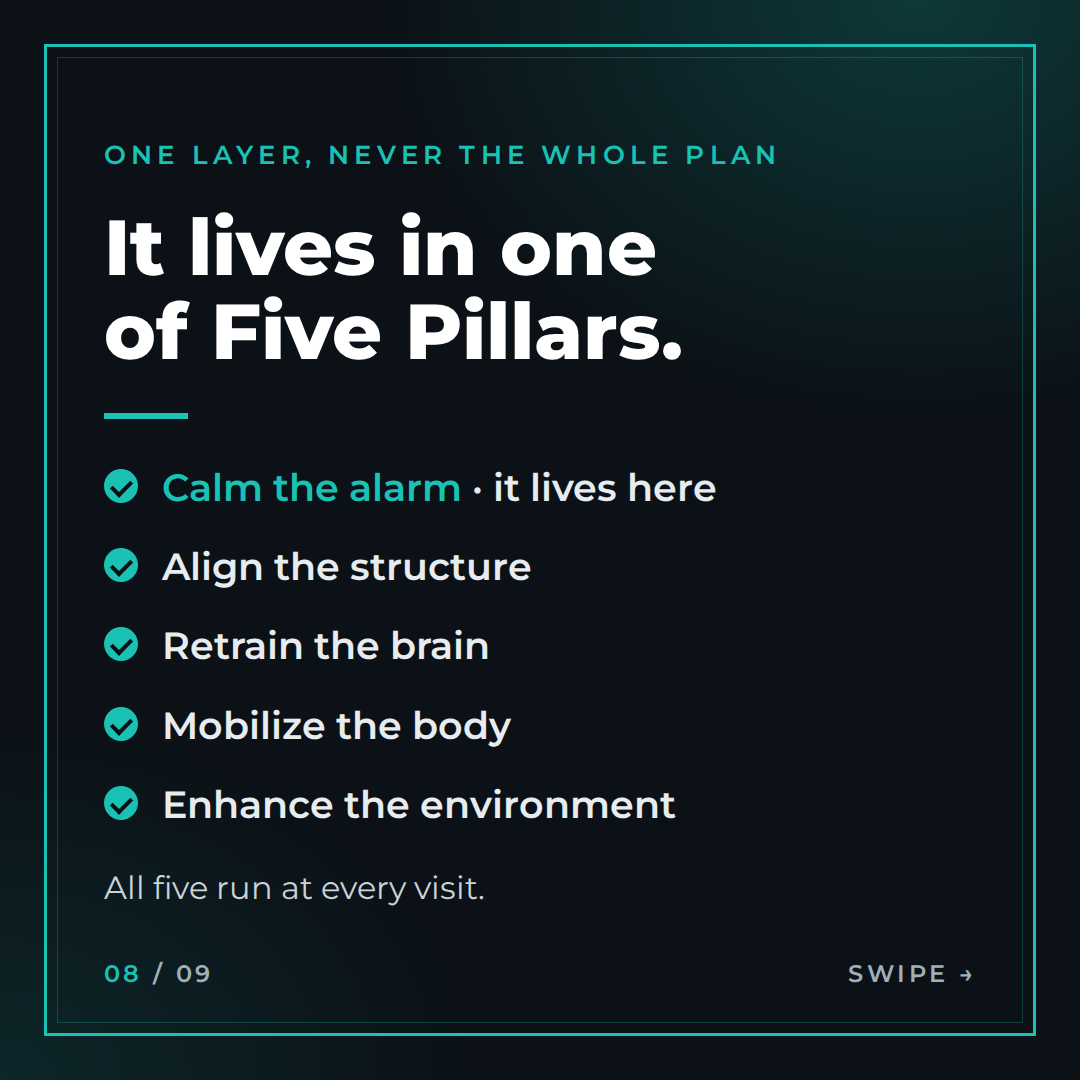 ONE LAYER, NEVER THE WHOLE PLAN
It lives in one
of Five Pillars.
Calm the alarm · it lives here
Align the structure
Retrain the brain
Mobilize the body
Enhance the environment
All five run at every visit.
08 / 09
SWIPE →